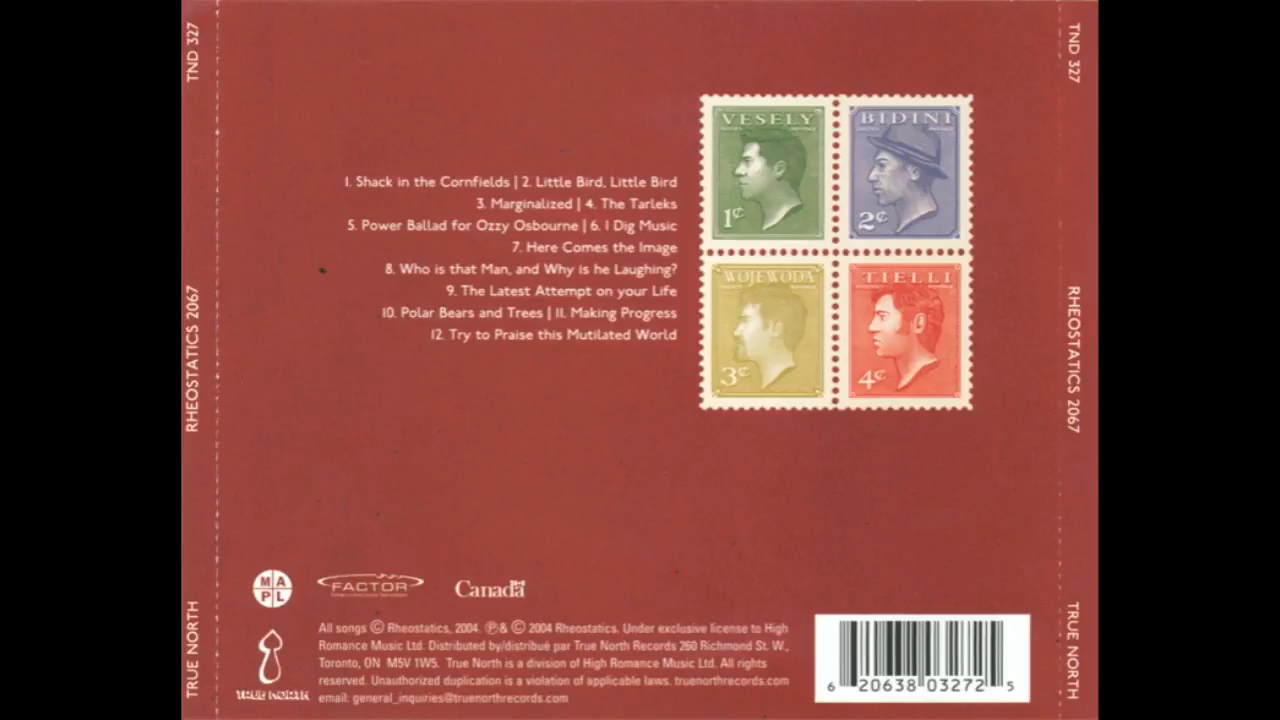 TND 327
RHEOSTATICS 2067
TRUE NORTH
1. Shack in the Cornfields | 2. Little Bird, Little Bird
3. Marginalized | 4. The Tarleks
5. Power Ballad for Ozzy Osbourne | 6. I Dig Music
7. Here Comes the Image
8. Who is that Man, and Why is he Laughing?
9. The Latest Attempt on your Life
10. Polar Bears and Trees | 11. Making Progress
12. Try to Praise this Mutilated World
VESELY
1¢
BIDINI
2¢
WOJEWODA
3¢
TIELLI
4¢
MAPL
FACTOR
Canada
TRUE NORTH
All songs © Rheostatics, 2004. ℗ & © 2004 Rheostatics. Under exclusive license to High
Romance Music Ltd. Distributed by/distribué par True North Records 260 Richmond St. W.,
Toronto, ON M5V 1W5. True North is a division of High Romance Music Ltd. All rights
reserved. Unauthorized duplication is a violation of applicable laws. truenorthrecords.com
email: general_inquiries@truenorthrecords.com
6 20638 03272 5
TND 327
RHEOSTATICS 2067
TRUE NORTH